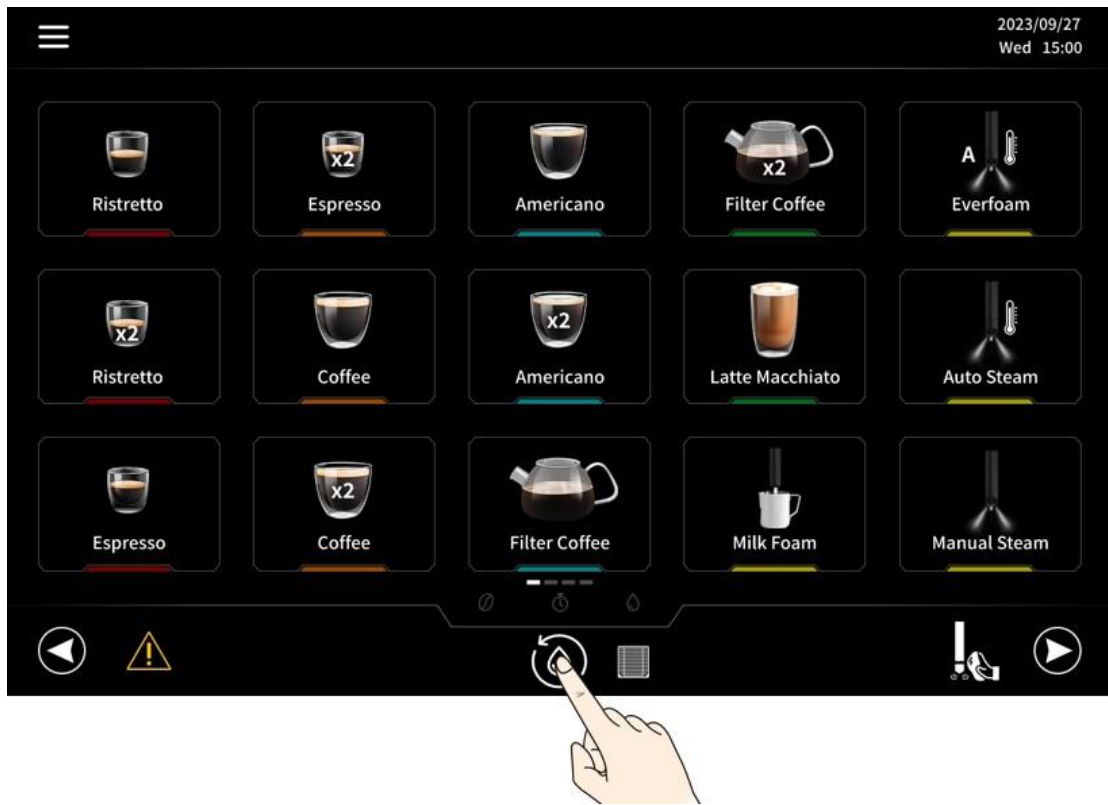 2023/09/27
Wed 15:00
Ristretto
x2
Espresso
Americano
x2
Filter Coffee
A
Everfoam
x2
Ristretto
Coffee
x2
Americano
Latte Macchiato
Auto Steam
Espresso
x2
Coffee
Filter Coffee
Milk Foam
Manual Steam